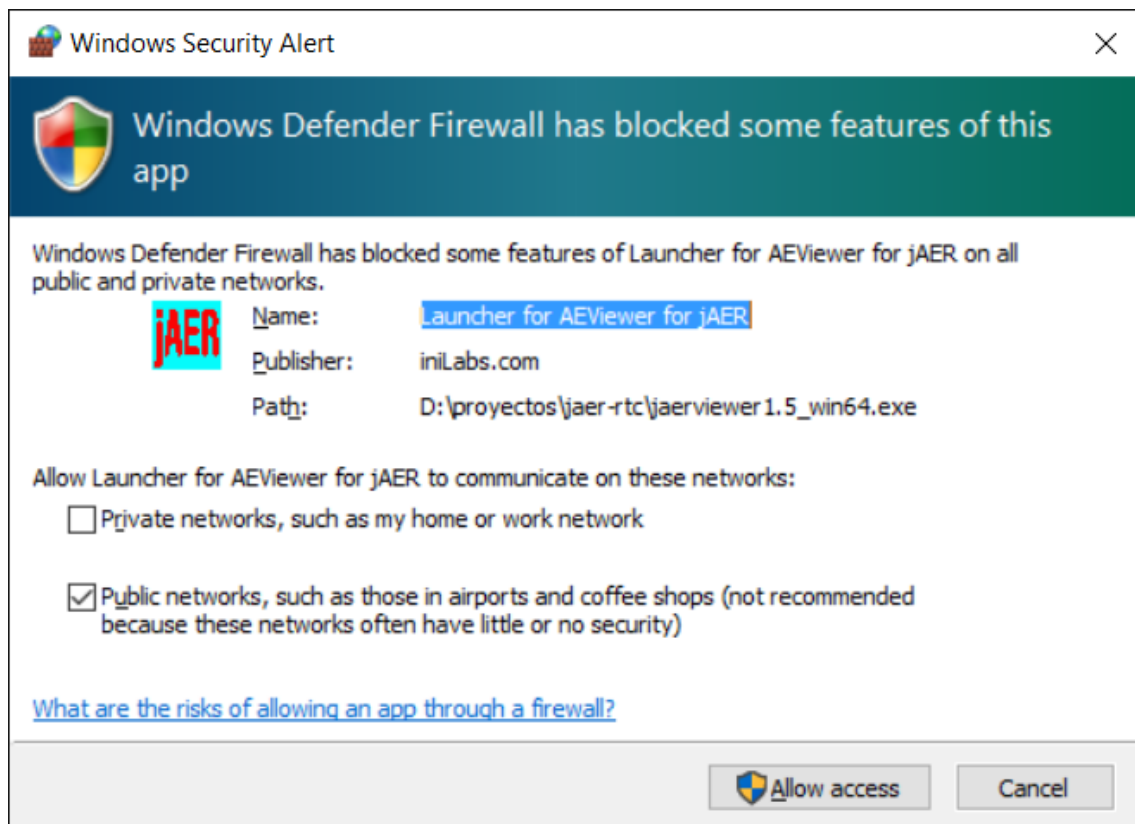 Windows Security Alert
Windows Defender Firewall has blocked some features of this
app
Windows Defender Firewall has blocked some features of Launcher for AEViewer for jAER on all
public and private networks.
jAER
Name: Launcher for AEViewer for jAER
Publisher: iniLabs.com
Path: D:\proyectos\jaer-rtc\jaerviewer1.5_win64.exe
Allow Launcher for AEViewer for jAER to communicate on these networks:
Private networks, such as my home or work network
Public networks, such as those in airports and coffee shops (not recommended
because these networks often have little or no security)
What are the risks of allowing an app through a firewall?
Allow access Cancel